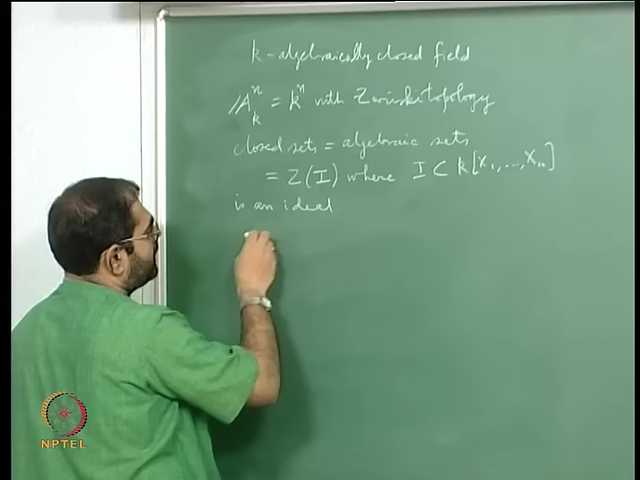 k - algebraically closed field
𝔸ⁿₖ = kⁿ with Zariski topology
closed sets = algebraic sets
= Z(I) where I ⊂ k[X₁,...,Xₙ]
is an ideal
NPTEL